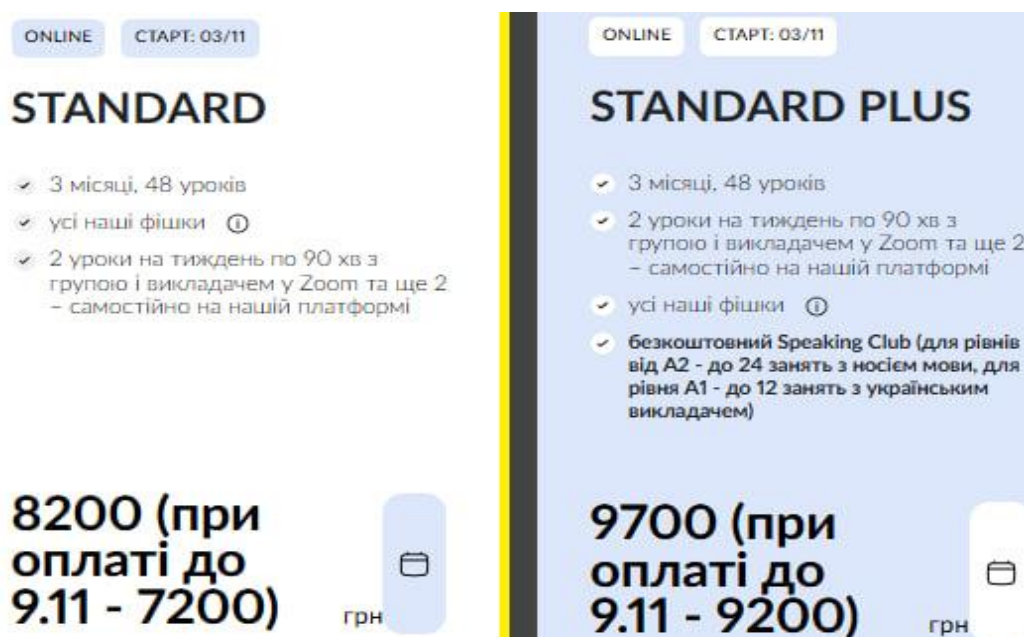 ONLINE
СТАРТ: 03/11
STANDARD
3 місяці, 48 уроків
усі наші фішки
2 уроки на тиждень по 90 хв з
групою і викладачем у Zoom та ще 2
– самостійно на нашій платформі
8200 (при
оплаті до
9.11 - 7200)
грн
ONLINE
СТАРТ: 03/11
STANDARD PLUS
3 місяці, 48 уроків
2 уроки на тиждень по 90 хв з
групою і викладачем у Zoom та ще 2
– самостійно на нашій платформі
усі наші фішки
безкоштовний Speaking Club (для рівнів
від А2 - до 24 занять з носієм мови, для
рівня А1 - до 12 занять з українським
викладачем)
9700 (при
оплаті до
9.11 - 9200)
грн